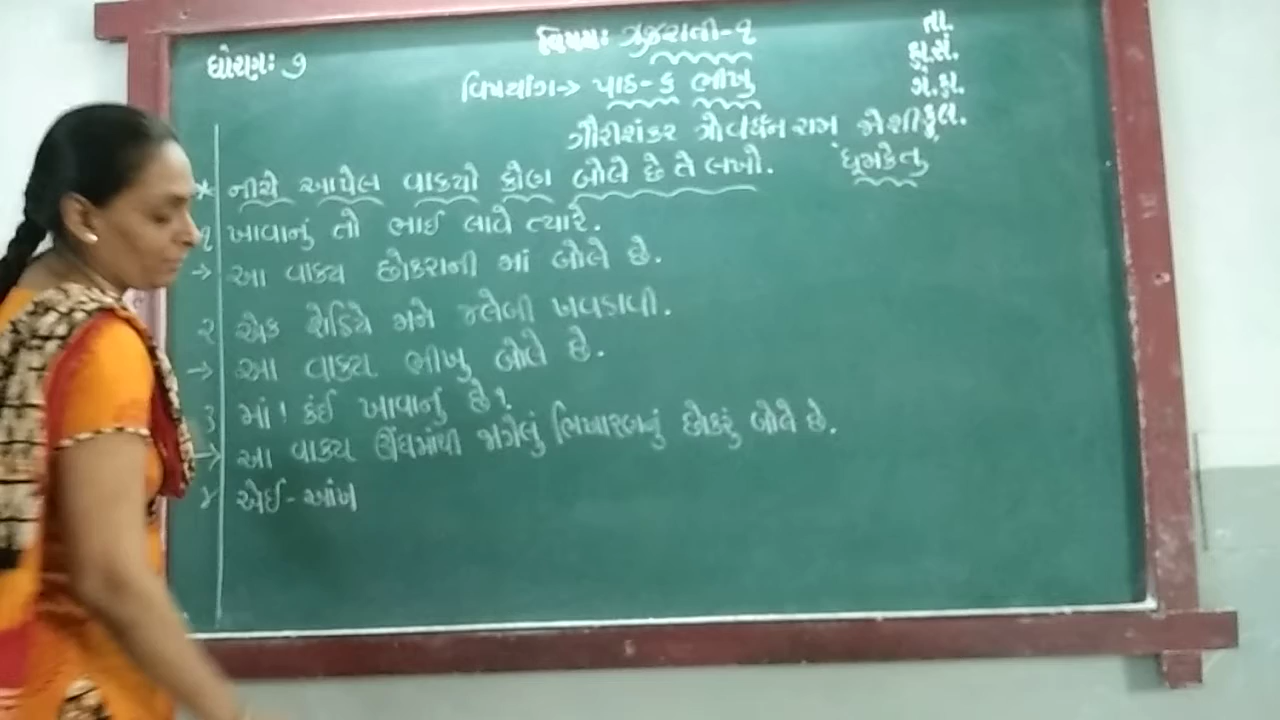 ધોરણઃ ૭
વિષયઃ ગુજરાતી-૧
તા.
હા.સં.
ગે.હા.
કુલ.
વિષયાંગ→ પાઠ-૬ ભીખુ
ગૌરીશંકર ગોવર્ધનરામ જોશી
'ધૂમકેતુ'
* નીચે આપેલ વાક્યો કોણ બોલે છે તે લખો.
૧ ખાવાનું તો ભાઈ લાવે ત્યારે.
→ આ વાક્ય છોકરાની માં બોલે છે.
૨ એક શેઠિયે મને જલેબી ખવડાવી.
→ આ વાક્ય ભીખુ બોલે છે.
૩ માં! કંઈ ખાવાનું છે?
→ આ વાક્ય ઊંઘમાંથી જાગેલું ભિખારણનું છોકરું બોલે છે.
૪ એઈ-આંખ